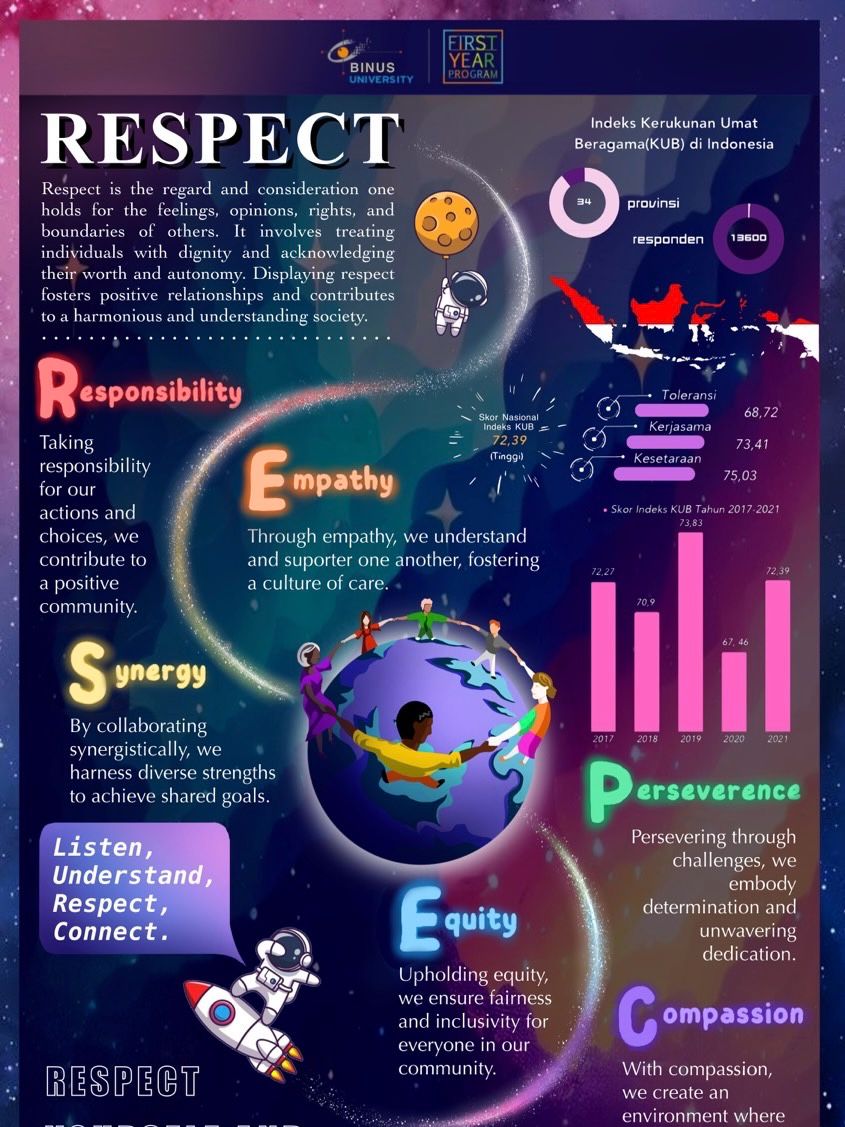 BINUS
UNIVERSITY
FIRST
YEAR
PROGRAM
RESPECT
Respect is the regard and consideration one
holds for the feelings, opinions, rights, and
boundaries of others. It involves treating
individuals with dignity and acknowledging
their worth and autonomy. Displaying respect
fosters positive relationships and contributes
to a harmonious and understanding society.
Indeks Kerukunan Umat
Beragama(KUB) di Indonesia
34
provinsi
responden
13600
Responsibility
Taking
responsibility
for our
actions and
choices, we
contribute to
a positive
community.
Empathy
Through empathy, we understand
and suporter one another, fostering
a culture of care.
Skor Nasional
Indeks KUB
72,39
(Tinggi)
Toleransi
68,72
Kerjasama
73,41
Kesetaraan
75,03
• Skor Indeks KUB Tahun 2017-2021
72,27
70,9
73,83
67, 46
72,39
2017
2018
2019
2020
2021
Synergy
By collaborating
synergistically, we
harness diverse strengths
to achieve shared goals.
Perseverence
Persevering through
challenges, we
embody
determination and
unwavering
dedication.
Listen,
Understand,
Respect,
Connect.
Equity
Upholding equity,
we ensure fairness
and inclusivity for
everyone in our
community.
Compassion
With compassion,
we create an
environment where
RESPECT
YOURSELF AND